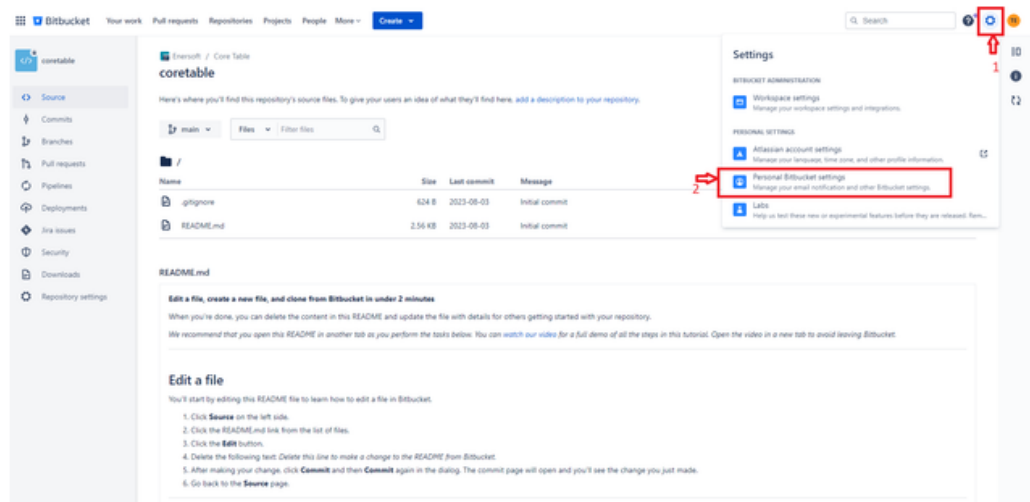 Bitbucket Your work Pull requests Repositories Projects People More Create Search
coretable
Source
Commits
Branches
Pull requests
Pipelines
Deployments
Jira issues
Security
Downloads
Repository settings
Enersoft / Core Table
coretable
Here's where you'll find this repository's source files. To give your users an idea of what they'll find here, add a description to your repository.
main Files Filter files
/
Name Size Last commit Message
.gitignore 624 B 2023-08-03 Initial commit
README.md 2.56 KB 2023-08-03 Initial commit
Settings
BITBUCKET ADMINISTRATION
Workspace settings
Manage your workspace settings and integrations.
PERSONAL SETTINGS
Atlassian account settings
Manage your language, time zone, and other profile information.
Personal Bitbucket settings
Manage your email notification and other Bitbucket settings.
Labs
Help us test these new or experimental features before they are released. Rem...
1
2
README.md
Edit a file, create a new file, and clone from Bitbucket in under 2 minutes
When you're done, you can delete the content in this README and update the file with details for others getting started with your repository.
We recommend that you open this README in another tab as you perform the tasks below. You can watch our video for a full demo of all the steps in this tutorial. Open the video in a new tab to avoid leaving Bitbucket.
Edit a file
You'll start by editing this README file to learn how to edit a file in Bitbucket.
1. Click Source on the left side.
2. Click the README.md link from the list of files.
3. Click the Edit button.
4. Delete the following text: Delete this line to make a change to the README from Bitbucket.
5. After making your change, click Commit and then Commit again in the dialog. The commit page will open and you'll see the change you just made.
6. Go back to the Source page.